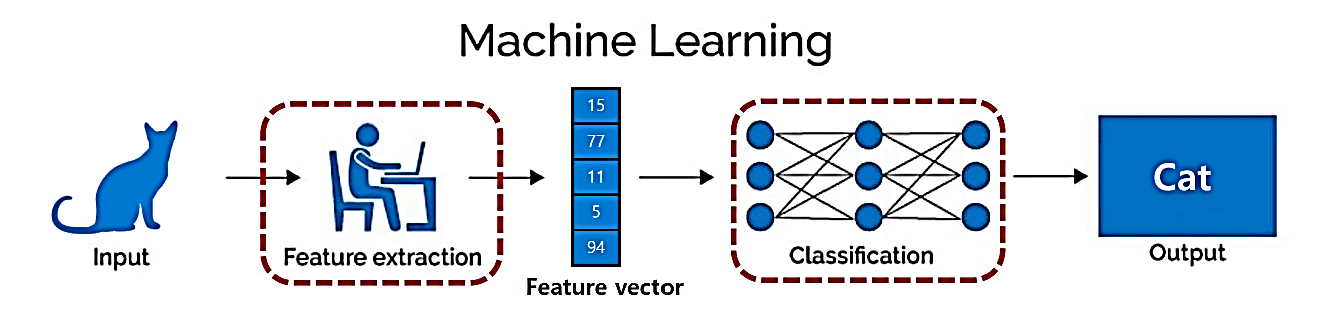 Machine Learning
Input
Feature extraction
15
77
11
5
94
Feature vector
Classification
Cat
Output